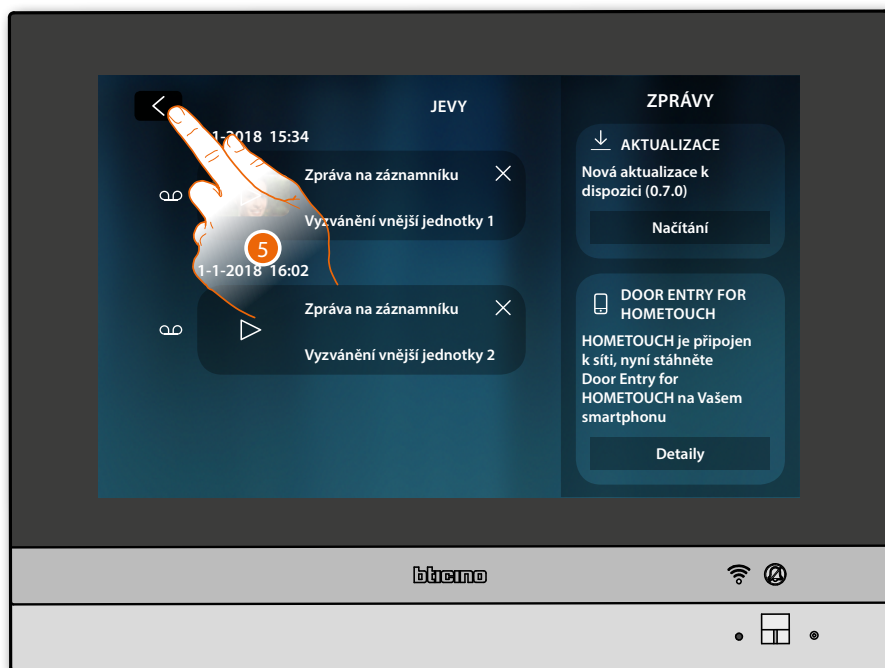 JEVY
1-2018 15:34
Zpráva na záznamníku
Vyzvánění vnější jednotky 1
5
1-1-2018 16:02
Zpráva na záznamníku
Vyzvánění vnější jednotky 2
ZPRÁVY
AKTUALIZACE
Nová aktualizace k
dispozici (0.7.0)
Načítání
DOOR ENTRY FOR
HOMETOUCH
HOMETOUCH je připojen
k síti, nyní stáhněte
Door Entry for
HOMETOUCH na Vašem
smartphonu
Detaily
bticino